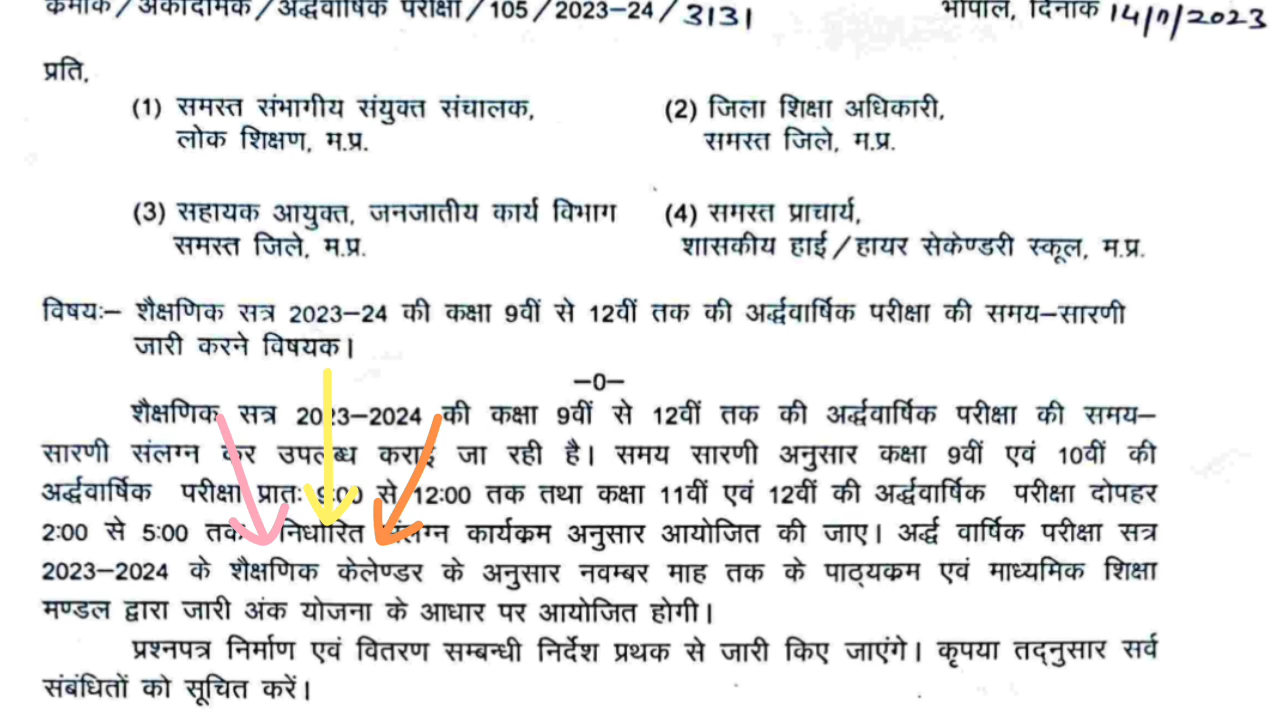 क्रमांक/अकादमिक/अर्द्धवार्षिक परीक्षा/105/2023–24/3131 भोपाल, दिनांक 14/11/2023
प्रति,
(1) समस्त संभागीय संयुक्त संचालक, (2) जिला शिक्षा अधिकारी,
लोक शिक्षण, म.प्र. समस्त जिले, म.प्र.
(3) सहायक आयुक्त, जनजातीय कार्य विभाग (4) समस्त प्राचार्य,
समस्त जिले, म.प्र. शासकीय हाई/हायर सेकेण्डरी स्कूल, म.प्र.
विषयः– शैक्षणिक सत्र 2023–24 की कक्षा 9वीं से 12वीं तक की अर्द्धवार्षिक परीक्षा की समय–सारणी
जारी करने विषयक।
–0–
शैक्षणिक सत्र 2023–2024 की कक्षा 9वीं से 12वीं तक की अर्द्धवार्षिक परीक्षा की समय–
सारणी संलग्न कर उपलब्ध कराई जा रही है। समय सारणी अनुसार कक्षा 9वीं एवं 10वीं की
अर्द्धवार्षिक परीक्षा प्रातः 9:00 से 12:00 तक तथा कक्षा 11वीं एवं 12वीं की अर्द्धवार्षिक परीक्षा दोपहर
2:00 से 5:00 तक निर्धारित संलग्न कार्यकम अनुसार आयोजित की जाए। अर्द्ध वार्षिक परीक्षा सत्र
2023–2024 के शैक्षणिक केलेण्डर के अनुसार नवम्बर माह तक के पाठ्यकम एवं माध्यमिक शिक्षा
मण्डल द्वारा जारी अंक योजना के आधार पर आयोजित होगी।
प्रश्नपत्र निर्माण एवं वितरण सम्बन्धी निर्देश प्रथक से जारी किए जाएंगे। कृपया तद्नुसार सर्व
संबंधितों को सूचित करें।